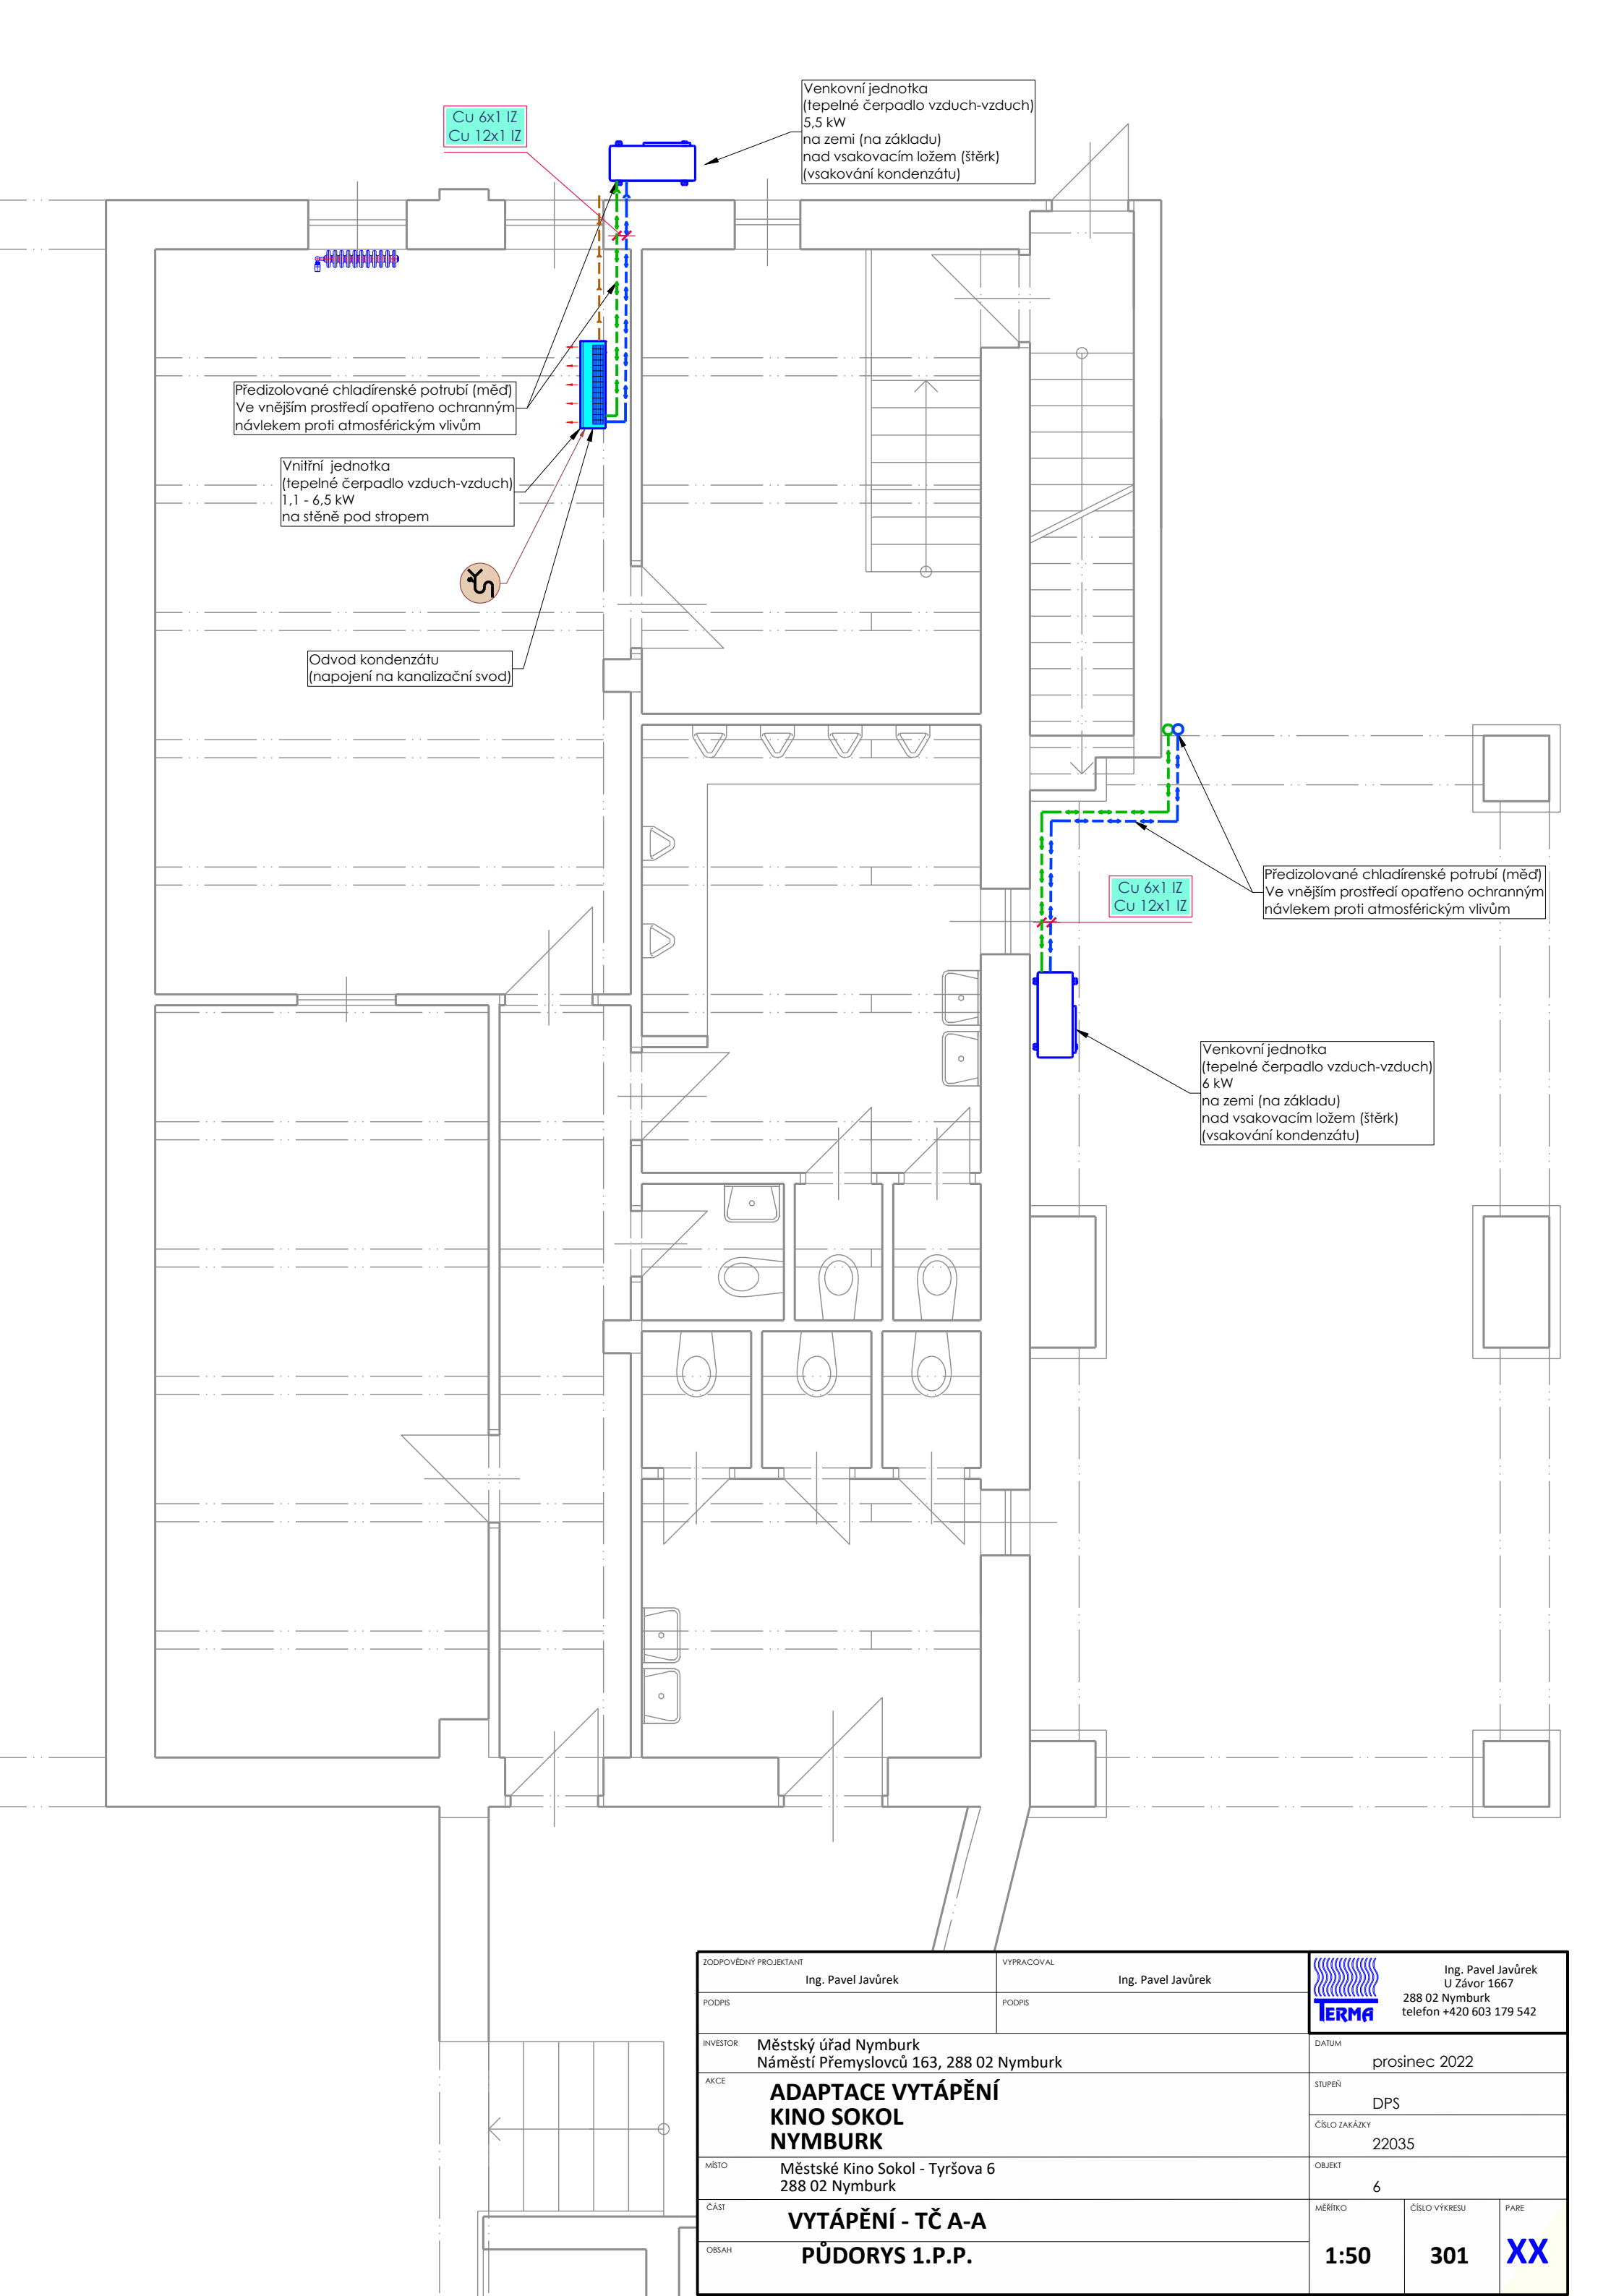 Venkovní jednotka
(tepelné čerpadlo vzduch-vzduch)
5,5 kW
na zemi (na základu)
nad vsakovacím ložem (štěrk)
(vsakování kondenzátu)
Cu 6x1 IZ
Cu 12x1 IZ
Předizolované chladírenské potrubí (měď)
Ve vnějším prostředí opatřeno ochranným
návlekem proti atmosférickým vlivům
Vnitřní jednotka
(tepelné čerpadlo vzduch-vzduch)
1,1 - 6,5 kW
na stěně pod stropem
Odvod kondenzátu
(napojení na kanalizační svod)
Předizolované chladírenské potrubí (měď)
Ve vnějším prostředí opatřeno ochranným
návlekem proti atmosférickým vlivům
Cu 6x1 IZ
Cu 12x1 IZ
Venkovní jednotka
(tepelné čerpadlo vzduch-vzduch)
6 kW
na zemi (na základu)
nad vsakovacím ložem (štěrk)
(vsakování kondenzátu)
ZODPOVĚDNÝ PROJEKTANT
Ing. Pavel Javůrek
VYPRACOVAL
Ing. Pavel Javůrek
PODPIS
PODPIS
TERMA
Ing. Pavel Javůrek
U Závor 1667
288 02 Nymburk
telefon +420 603 179 542
INVESTOR
Městský úřad Nymburk
Náměstí Přemyslovců 163, 288 02 Nymburk
DATUM
prosinec 2022
AKCE
ADAPTACE VYTÁPĚNÍ
KINO SOKOL
NYMBURK
STUPEŇ
DPS
ČÍSLO ZAKÁZKY
22035
MÍSTO
Městské Kino Sokol - Tyršova 6
288 02 Nymburk
OBJEKT
6
ČÁST
VYTÁPĚNÍ - TČ A-A
OBSAH
PŮDORYS 1.P.P.
MĚŘÍTKO
1:50
ČÍSLO VÝKRESU
301
PARE
XX